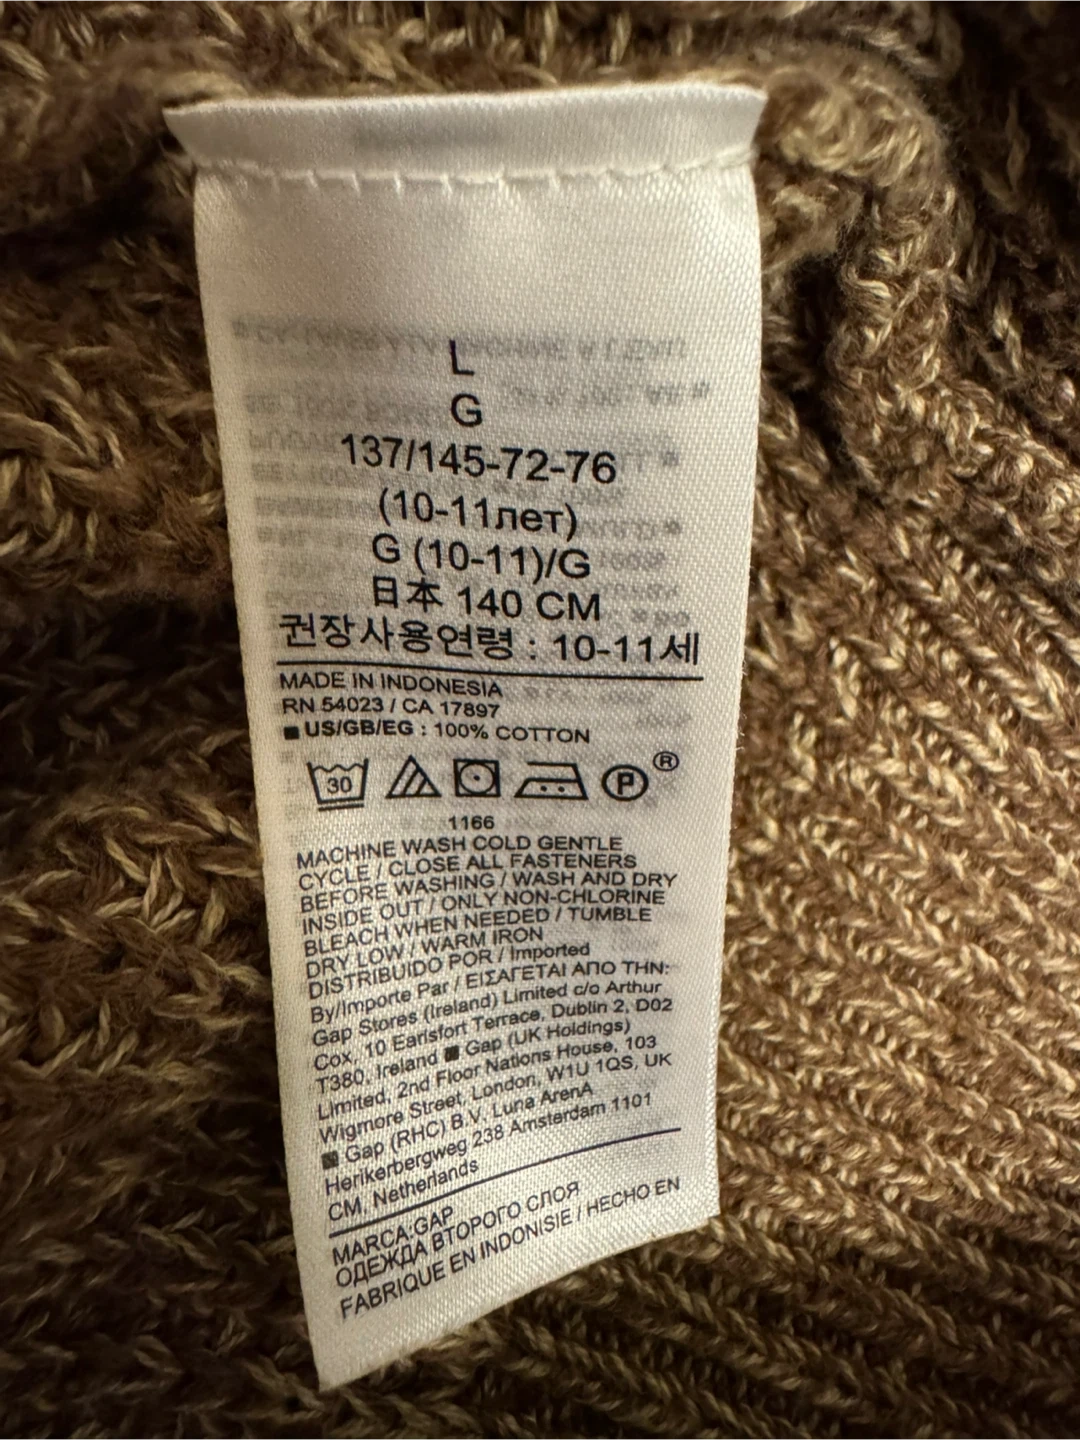 L
G
137/145-72-76
(10-11лет)
G (10-11)/G
日本 140 CM
권장사용연령 : 10-11세
MADE IN INDONESIA
RN 54023 / CA 17897
■ US/GB/EG : 100% COTTON
30 P ®
1166
MACHINE WASH COLD GENTLE
CYCLE / CLOSE ALL FASTENERS
BEFORE WASHING / WASH AND DRY
INSIDE OUT / ONLY NON-CHLORINE
BLEACH WHEN NEEDED / TUMBLE
DRY LOW / WARM IRON
DISTRIBUIDO POR / Imported
By/Importe Par / ΕΙΣΑΓΕΤΑΙ ΑΠΟ ΤΗΝ:
Gap Stores (Ireland) Limited c/o Arthur
Cox, 10 Earlsfort Terrace, Dublin 2, D02
T380, Ireland ■ Gap (UK Holdings)
Limited, 2nd Floor Nations House, 103
Wigmore Street, London, W1U 1QS, UK
■ Gap (RHC) B.V. Luna ArenA
Herikerbergweg 238 Amsterdam 1101
CM, Netherlands
MARCA:GAP
ОДЕЖДА ВТОРОГО СЛОЯ
FABRIQUE EN INDONISIE / HECHO EN